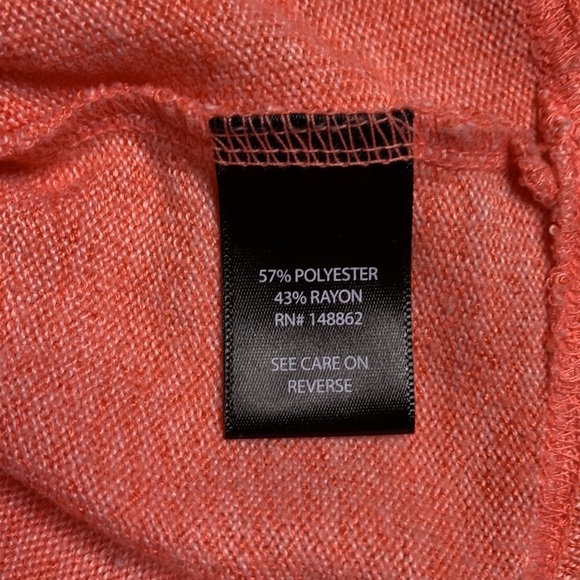 57% POLYESTER
43% RAYON
RN# 148862
SEE CARE ON
REVERSE